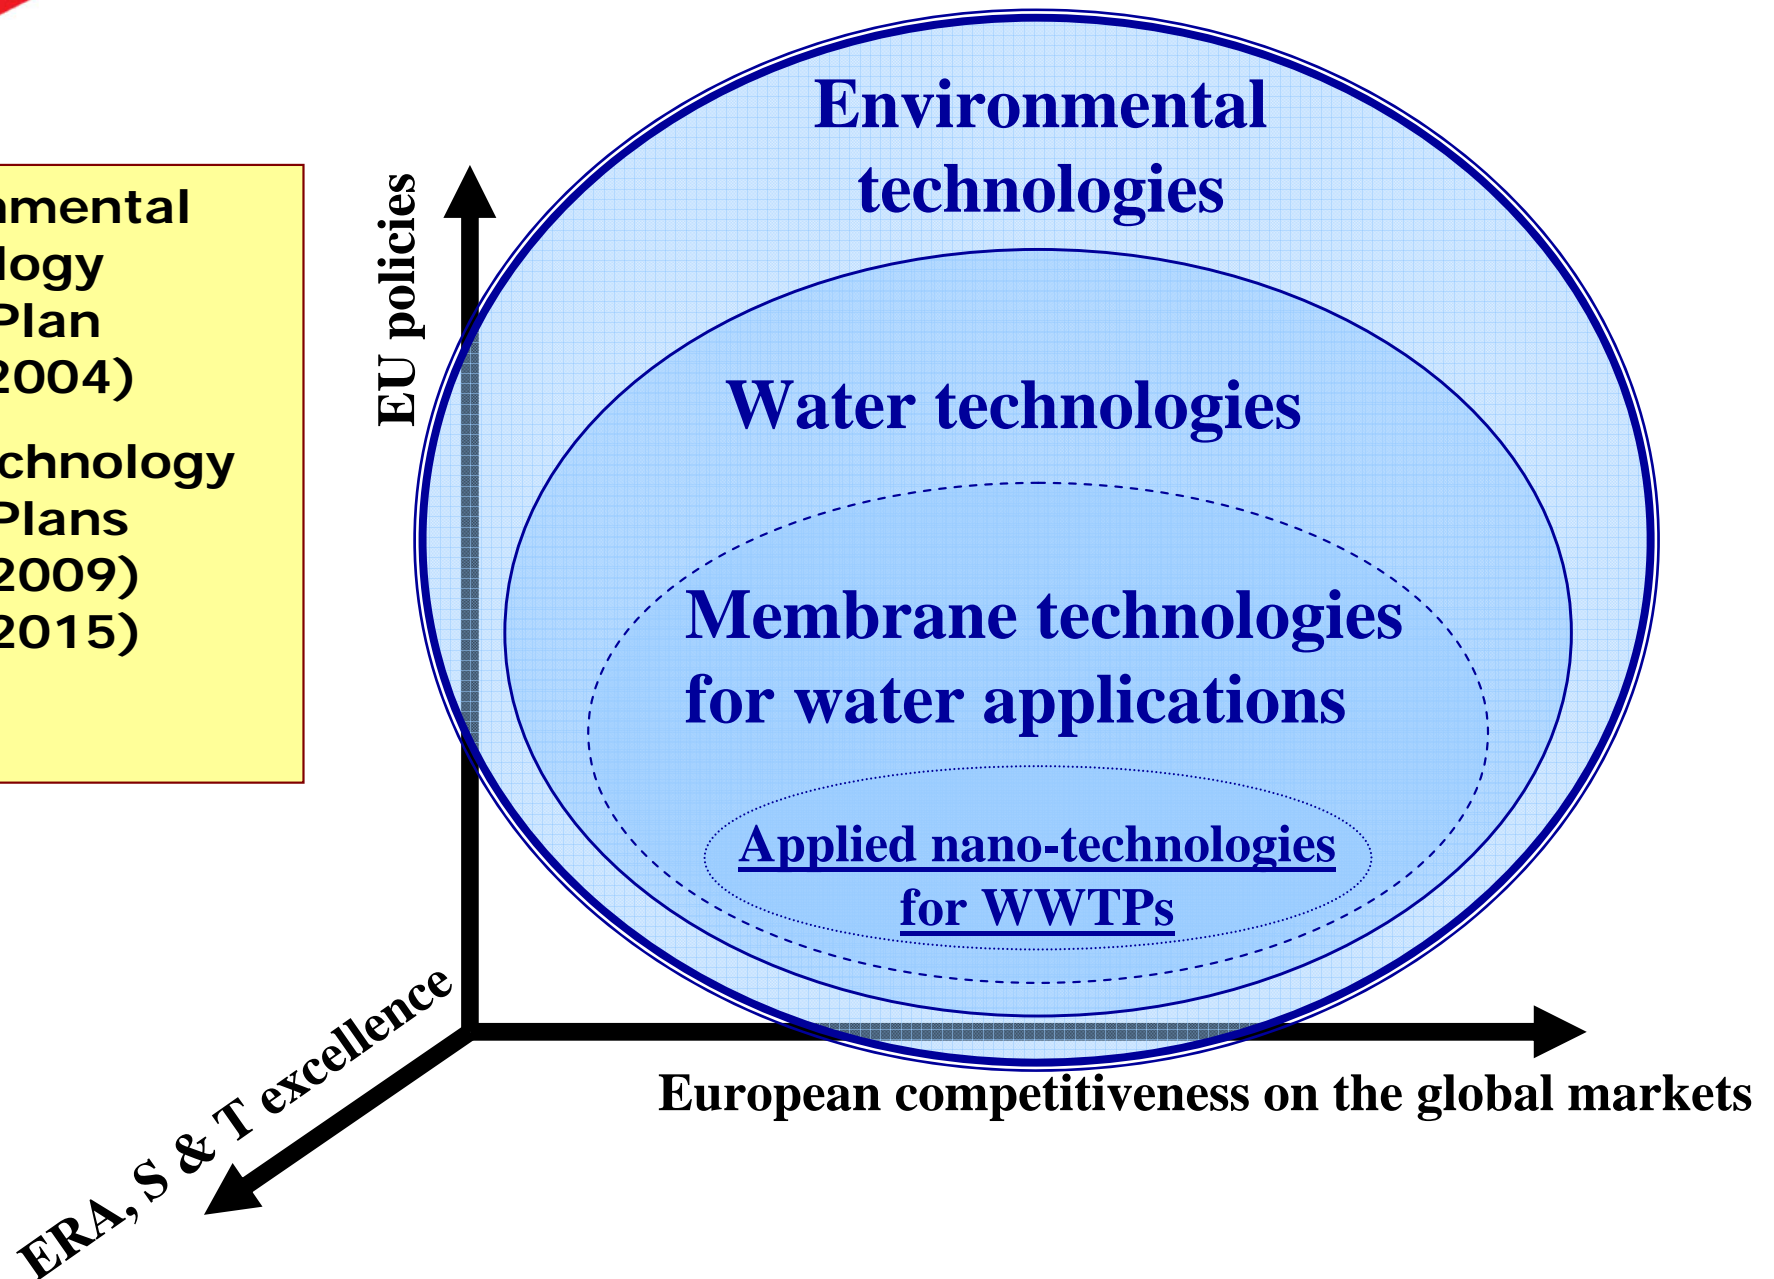 nmental
logy
Plan
2004)
chnology
Plans
2009)
2015)
EU policies
Environmental
technologies
Water technologies
Membrane technologies
for water applications
Applied nano-technologies
for WWTPs
ERA, S & T excellence
European competitiveness on the global markets